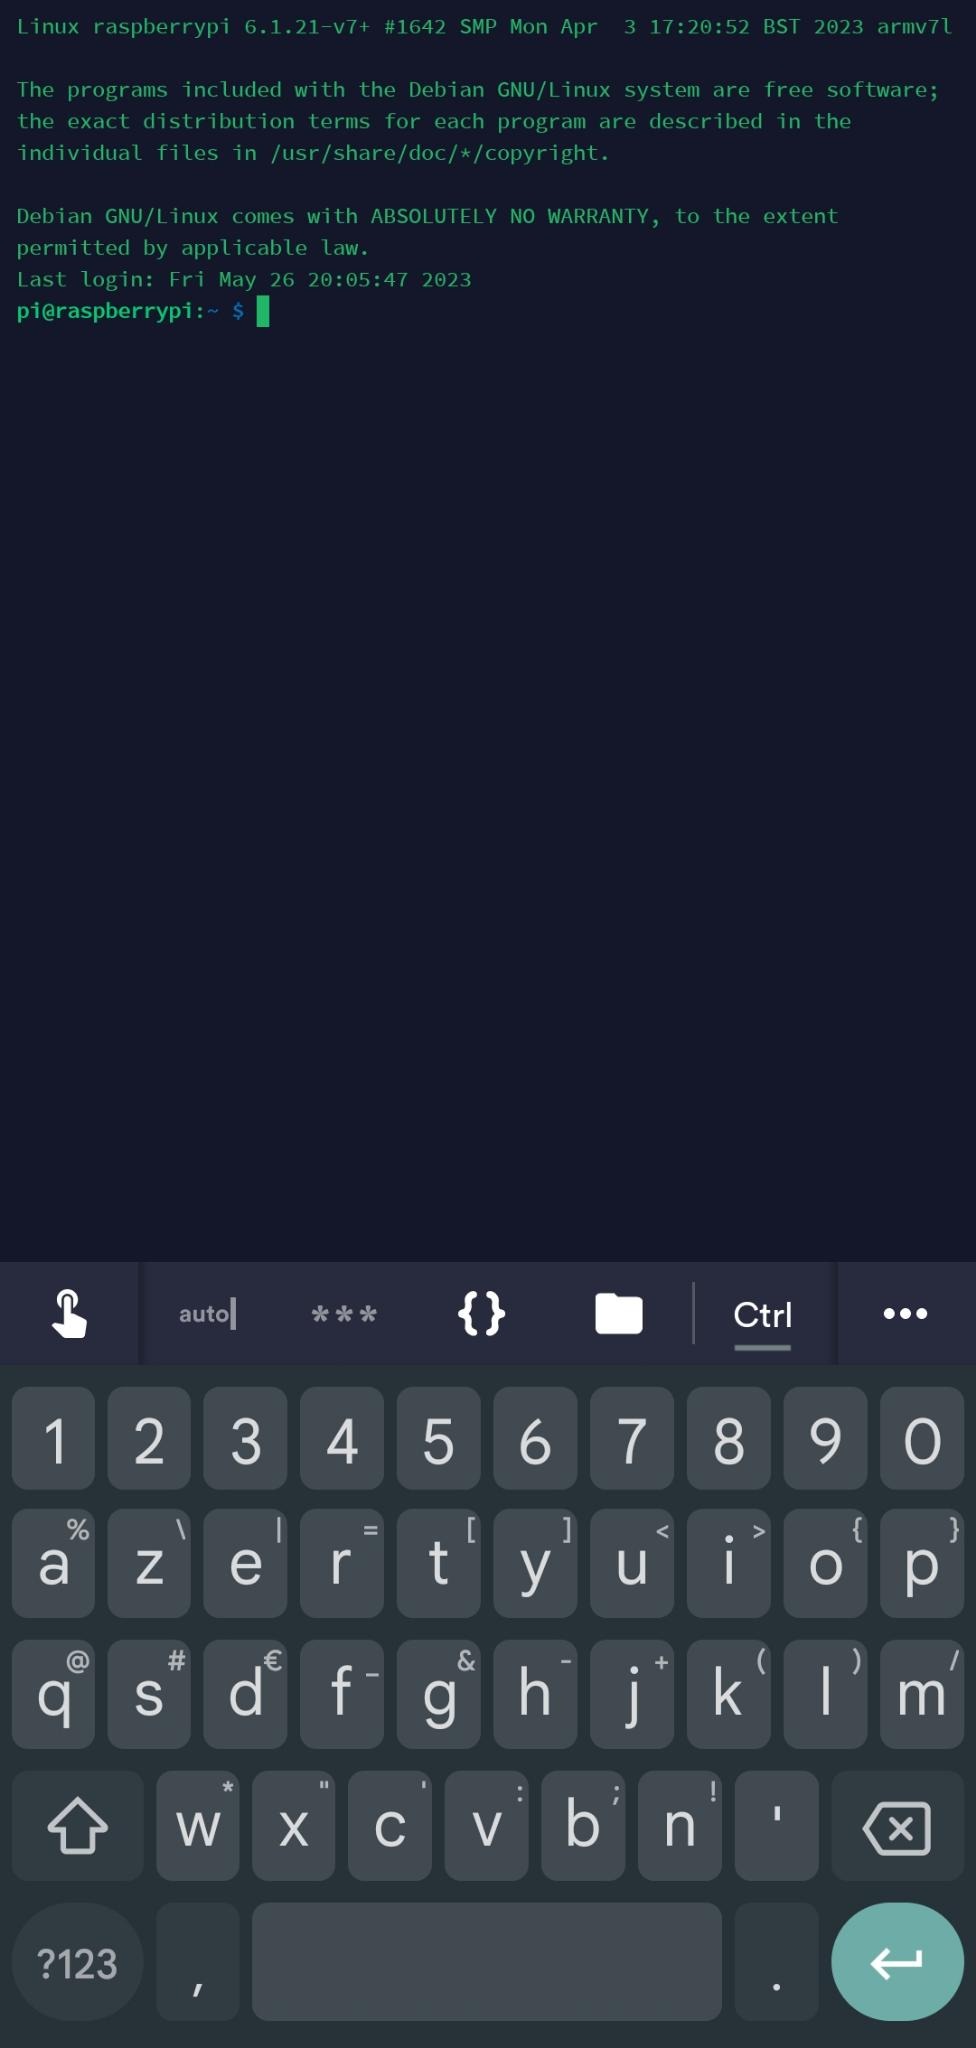 Linux raspberrypi 6.1.21-v7+ #1642 SMP Mon Apr  3 17:20:52 BST 2023 armv7l
The programs included with the Debian GNU/Linux system are free software;
the exact distribution terms for each program are described in the
individual files in /usr/share/doc/*/copyright.
Debian GNU/Linux comes with ABSOLUTELY NO WARRANTY, to the extent
permitted by applicable law.
Last login: Fri May 26 20:05:47 2023
pi@raspberrypi:~ $
auto *** {} Ctrl •••
1 2 3 4 5 6 7 8 9 0
% \ | = [ ] < > { }
a z e r t y u i o p
@ # € _ & - + ( ) /
q s d f g h j k l m
* " ' : ; !
w x c v b n '
?123 , .